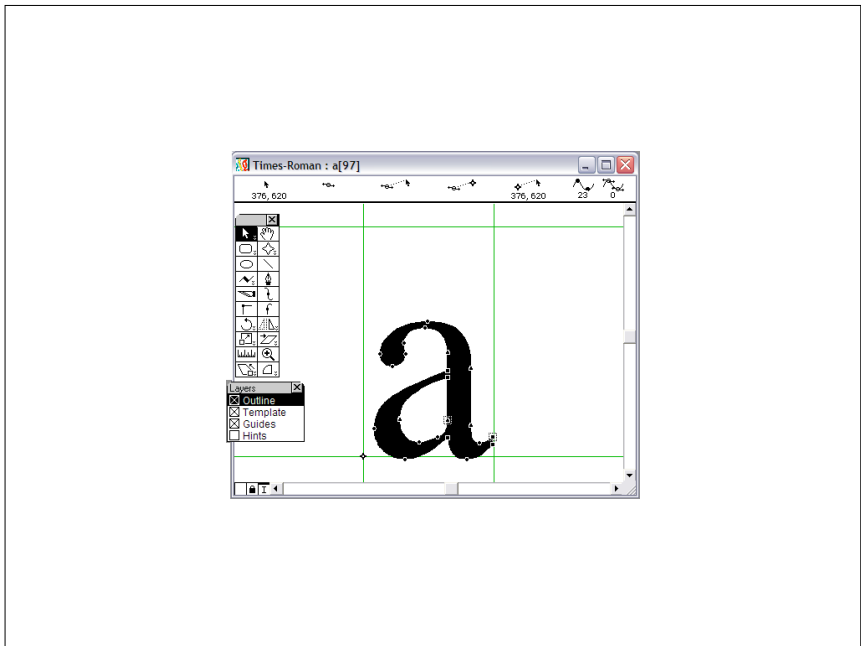 Times-Roman : a[97]
376, 620
376, 620
23
0
Layers
Outline
Template
Guides
Hints
a